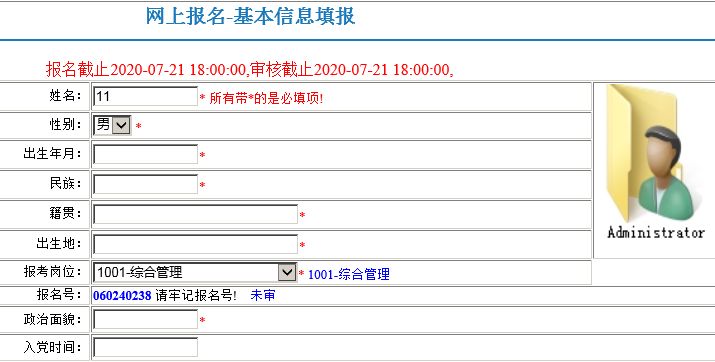 网上报名-基本信息填报
报名截止2020-07-21 18:00:00,审核截止2020-07-21 18:00:00,
姓名： 11 * 所有带*的是必填项!
性别： 男 *
出生年月： *
民族： *
籍贯： *
出生地： *
Administrator
报考岗位： 1001-综合管理 * 1001-综合管理
报名号： 060240238 请牢记报名号! 未审
政治面貌： *
入党时间：